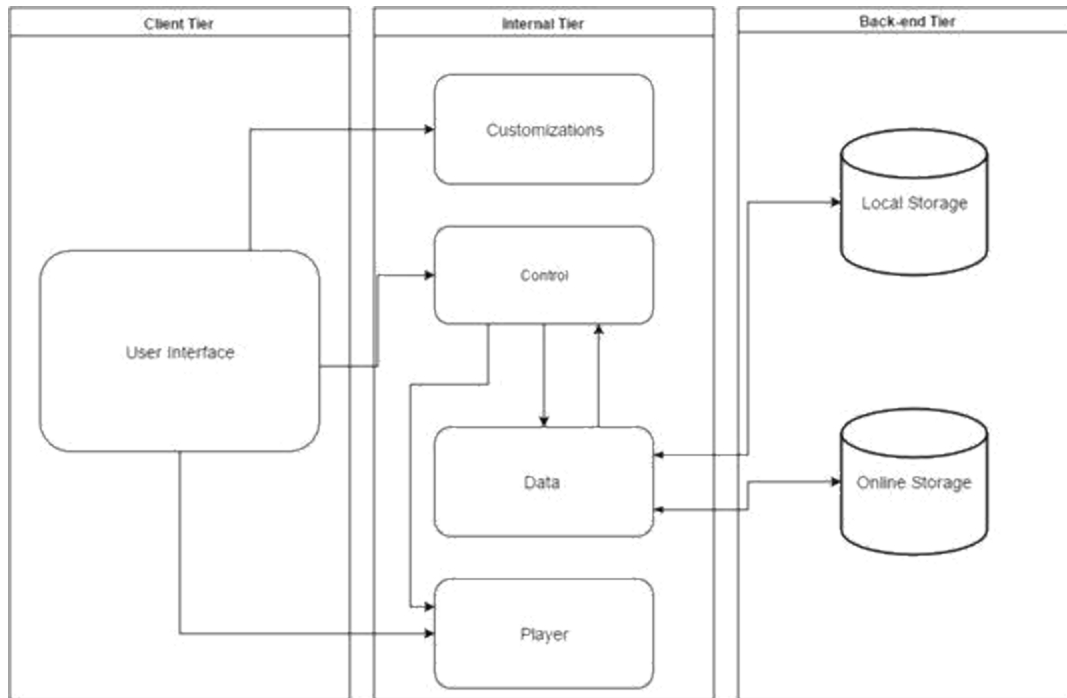 Client Tier
Internal Tier
Back-end Tier
Customizations
Local Storage
Control
User Interface
Data
Online Storage
Player